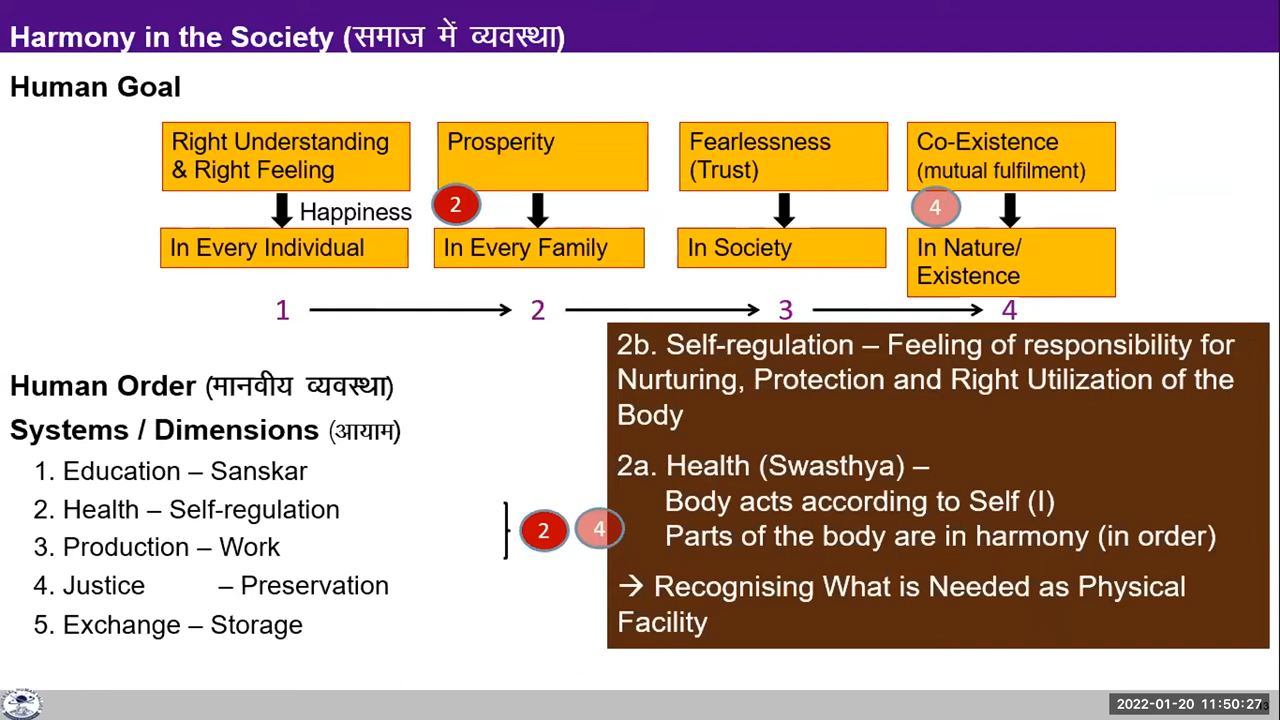 Harmony in the Society (समाज में व्यवस्था)
Human Goal
Right Understanding
& Right Feeling
Prosperity
Fearlessness
(Trust)
Co-Existence
(mutual fulfilment)
Happiness
2
4
In Every Individual
In Every Family
In Society
In Nature/
Existence
1
2
3
4
Human Order (मानवीय व्यवस्था)
Systems / Dimensions (आयाम)
1. Education – Sanskar
2. Health – Self-regulation
3. Production – Work
4. Justice – Preservation
5. Exchange – Storage
2
4
2b. Self-regulation – Feeling of responsibility for
Nurturing, Protection and Right Utilization of the
Body
2a. Health (Swasthya) –
Body acts according to Self (I)
Parts of the body are in harmony (in order)
→ Recognising What is Needed as Physical
Facility
2022-01-20 11:50:27